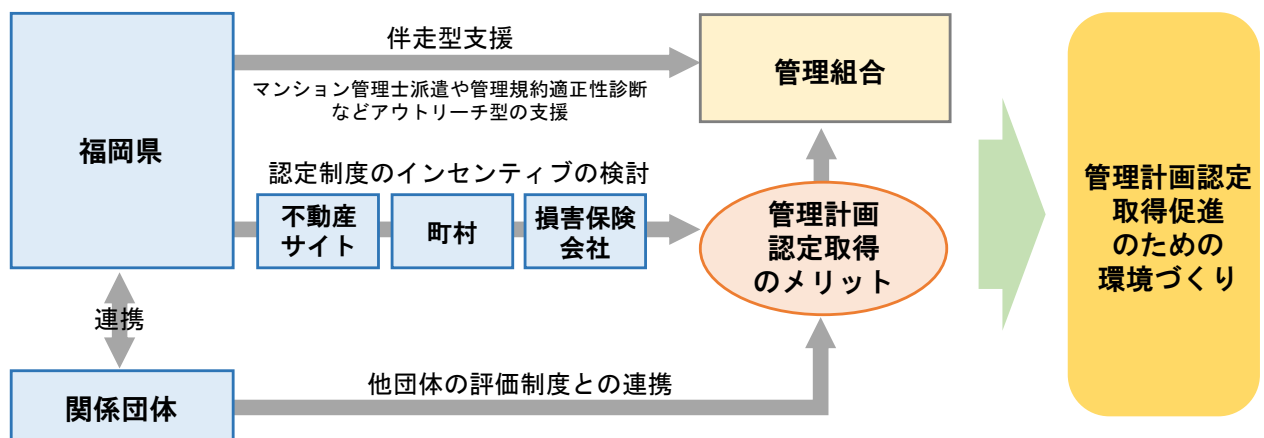 伴走型支援
マンション管理士派遣や管理規約適正性診断
などアウトリーチ型の支援
管理組合
福岡県
認定制度のインセンティブの検討
不動産
サイト
町村
損害保険
会社
管理計画
認定取得
のメリット
管理計画認定
取得促進
のための
環境づくり
連携
関係団体
他団体の評価制度との連携